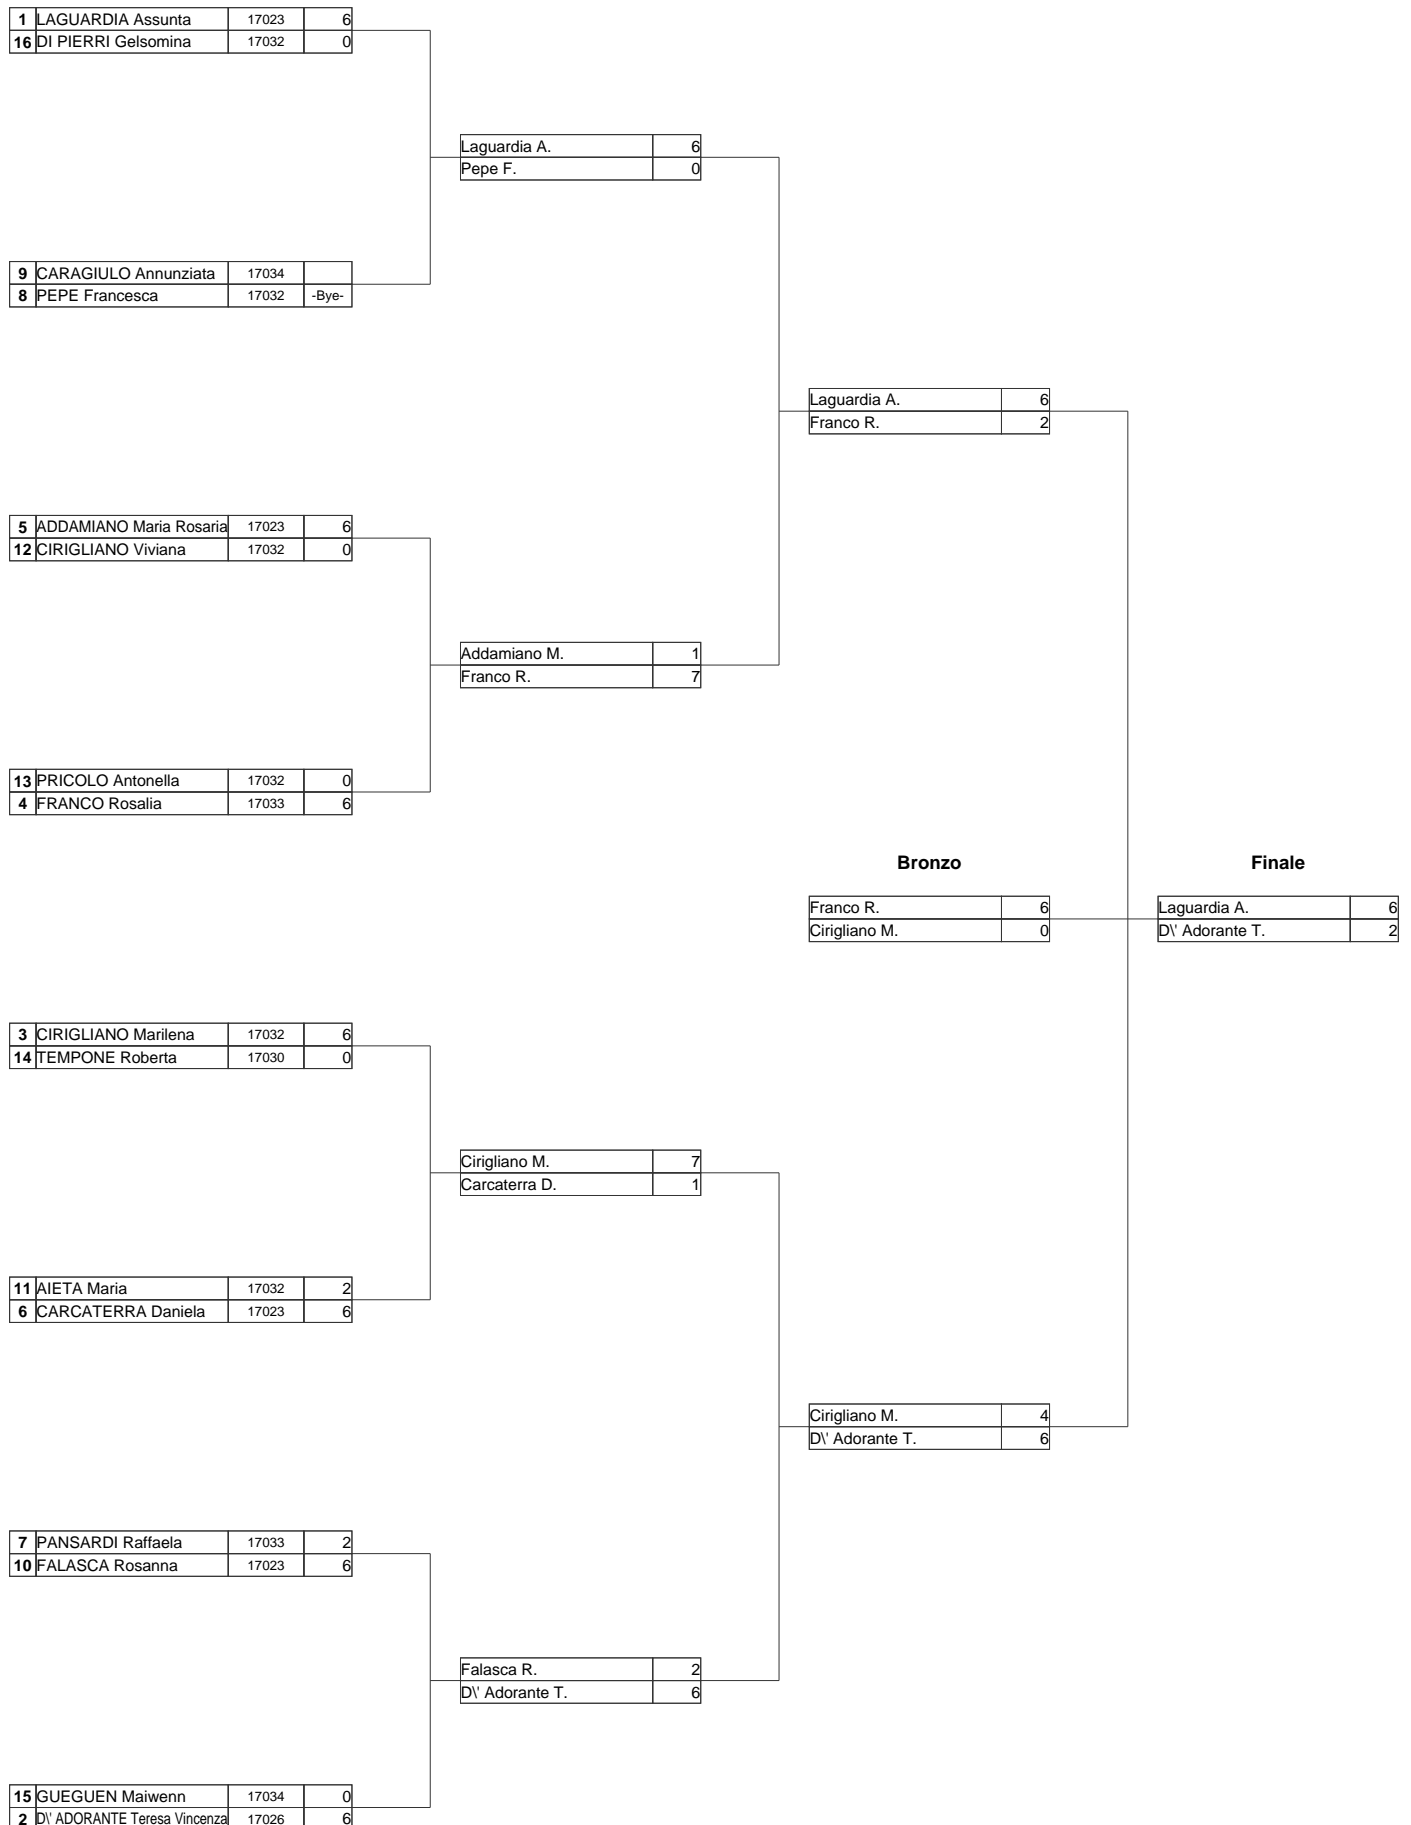 1 LAGUARDIA Assunta 17023 6
16 DI PIERRI Gelsomina 17032 0
Laguardia A. 6
Pepe F. 0
9 CARAGIULO Annunziata 17034
8 PEPE Francesca 17032 -Bye-
Laguardia A. 6
Franco R. 2
5 ADDAMIANO Maria Rosaria 17023 6
12 CIRIGLIANO Viviana 17032 0
Addamiano M. 1
Franco R. 7
13 PRICOLO Antonella 17032 0
4 FRANCO Rosalia 17033 6
Bronzo Finale
Franco R. 6 Laguardia A. 6
Cirigliano M. 0 D\' Adorante T. 2
3 CIRIGLIANO Marilena 17032 6
14 TEMPONE Roberta 17030 0
Cirigliano M. 7
Carcaterra D. 1
11 AIETA Maria 17032 2
6 CARCATERRA Daniela 17023 6
Cirigliano M. 4
D\' Adorante T. 6
7 PANSARDI Raffaela 17033 2
10 FALASCA Rosanna 17023 6
Falasca R. 2
D\' Adorante T. 6
15 GUEGUEN Maiwenn 17034 0
2 D\' ADORANTE Teresa Vincenza 17026 6